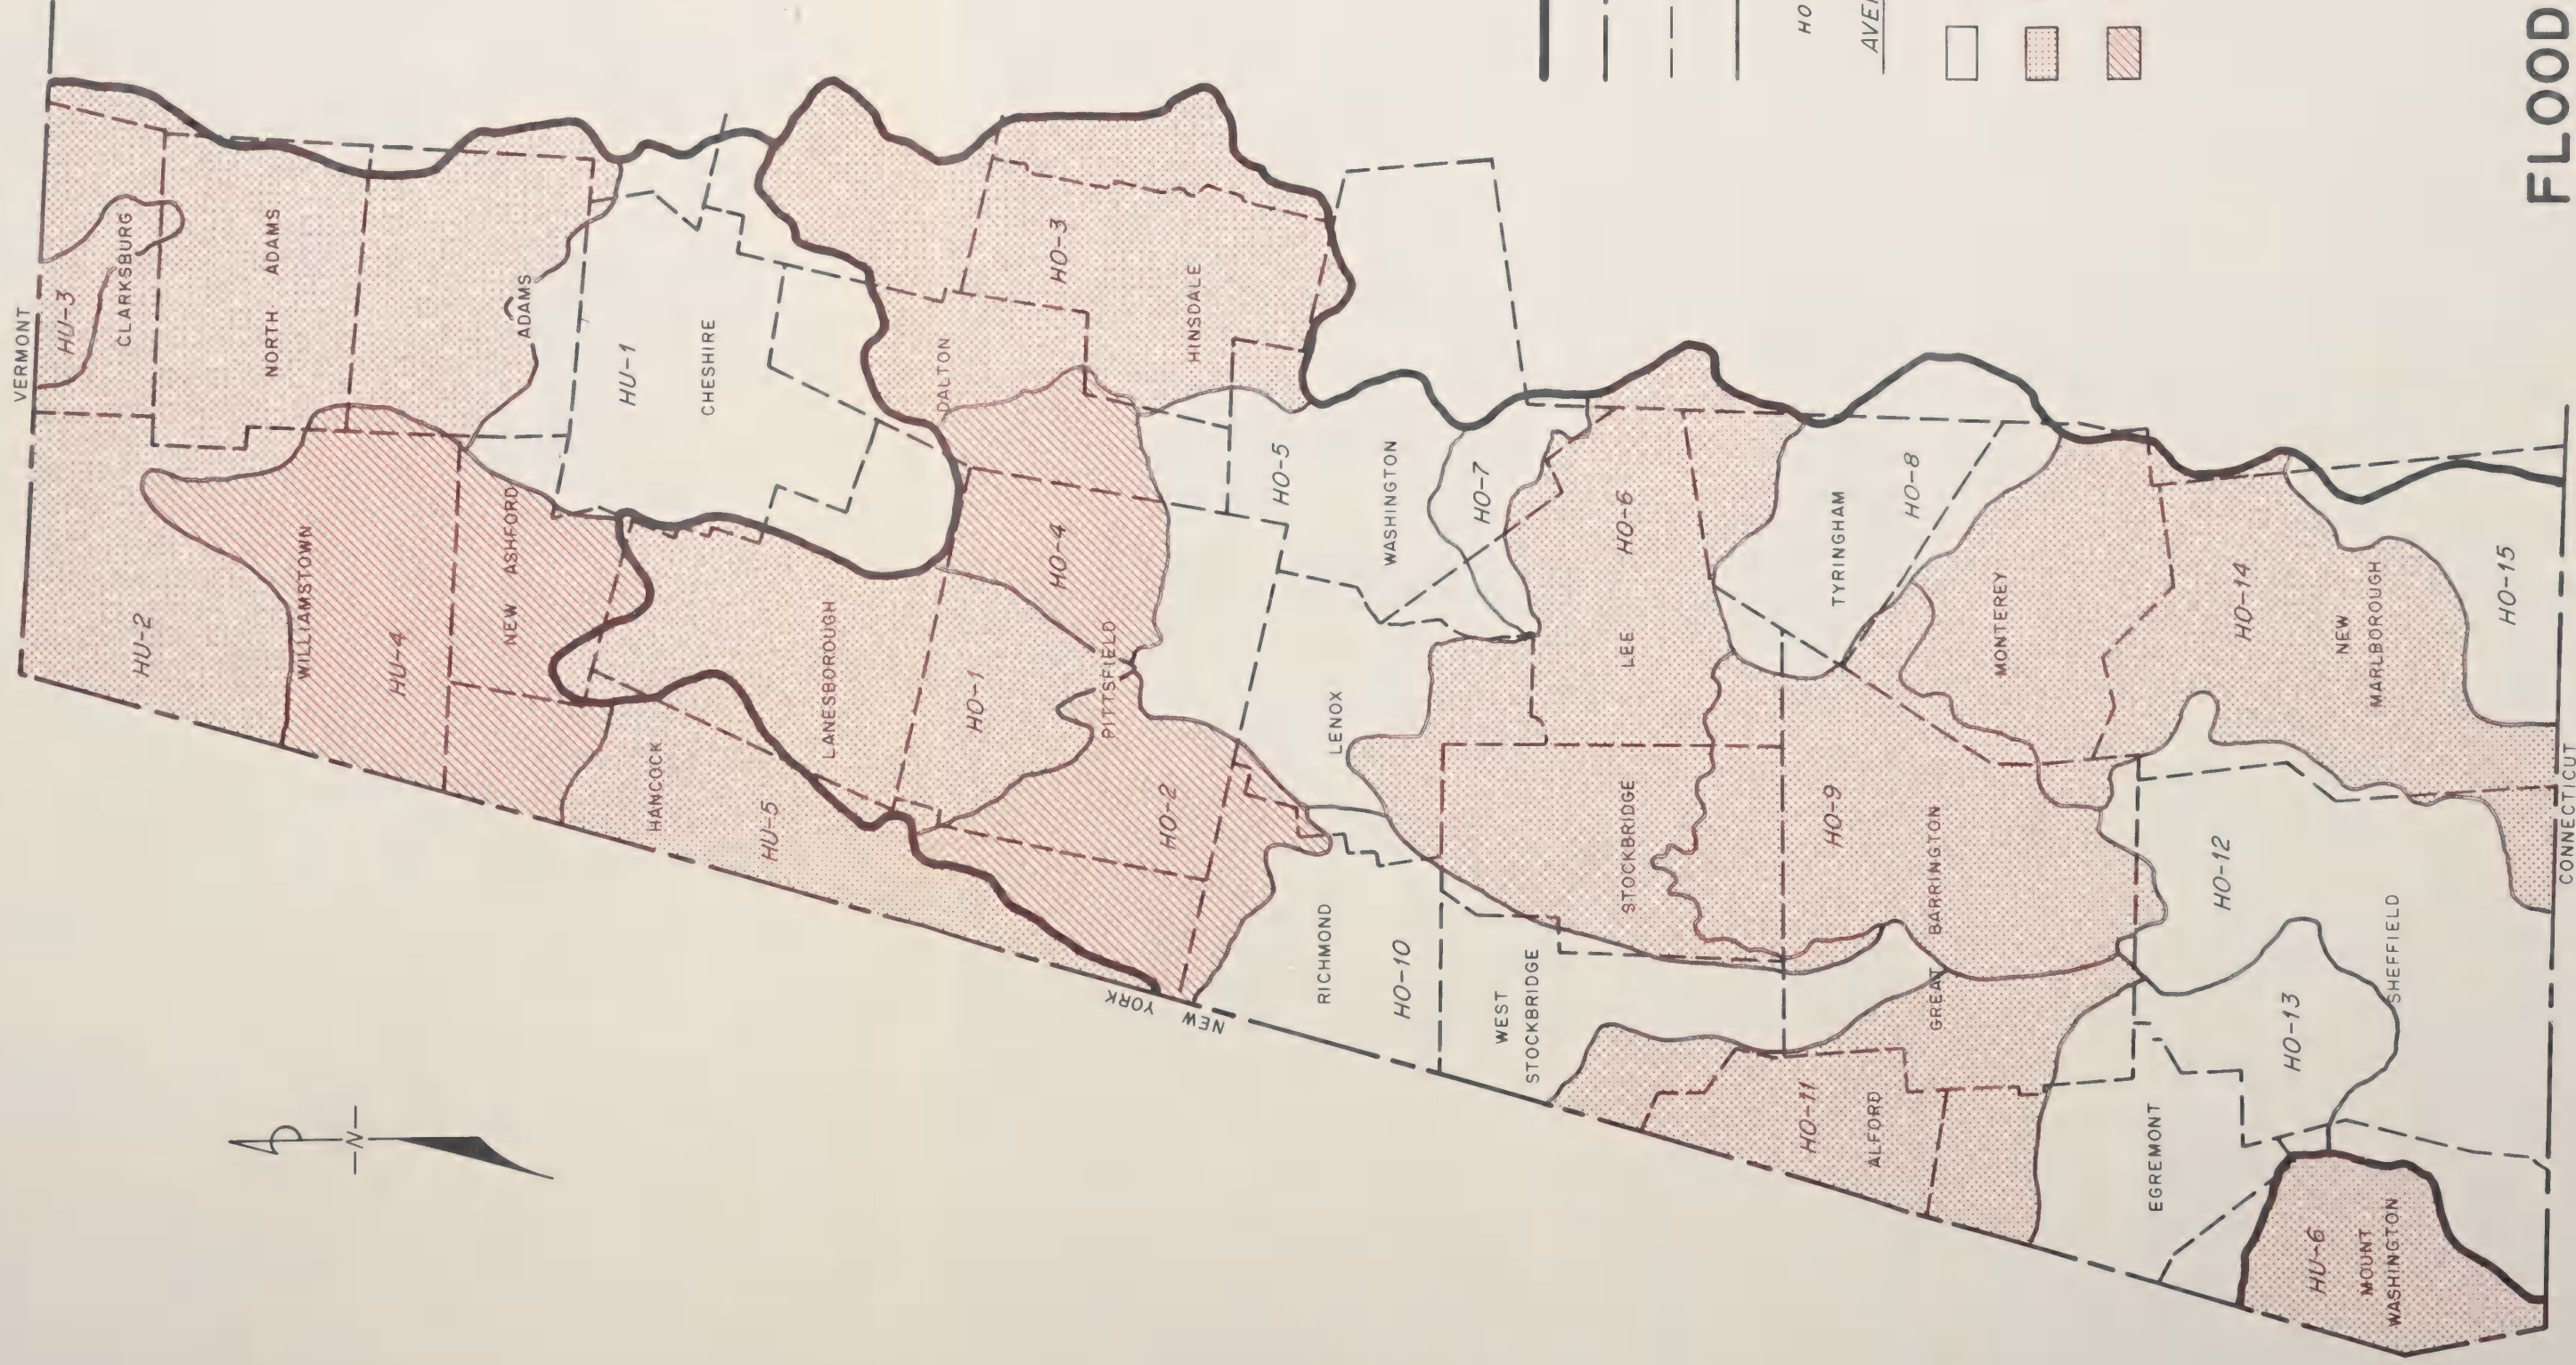 VERMONT
HU-3
CLARKSBURG
NORTH ADAMS
ADAMS
HU-1
CHESHIRE
HU-2
WILLIAMSTOWN
HU-4
NEW ASHFORD
HANCOCK
HU-5
LANESBOROUGH
DALTON
HO-3
HINSDALE
HO-1
HO-4
PITTSFIELD
HO-2
NEW YORK
HO-5
WASHINGTON
HO-7
LENOX
RICHMOND
HO-10
WEST
STOCKBRIDGE
STOCKBRIDGE
HO-6
LEE
TYRINGHAM
HO-8
HO-9
GREAT BARRINGTON
MONTEREY
HO-11
ALFORD
EGREMONT
HO-12
HO-13
SHEFFIELD
HO-14
NEW
MARLBOROUGH
HO-15
HU-6
MOUNT
WASHINGTON
CONNECTICUT
-N-
HO
FLOOD